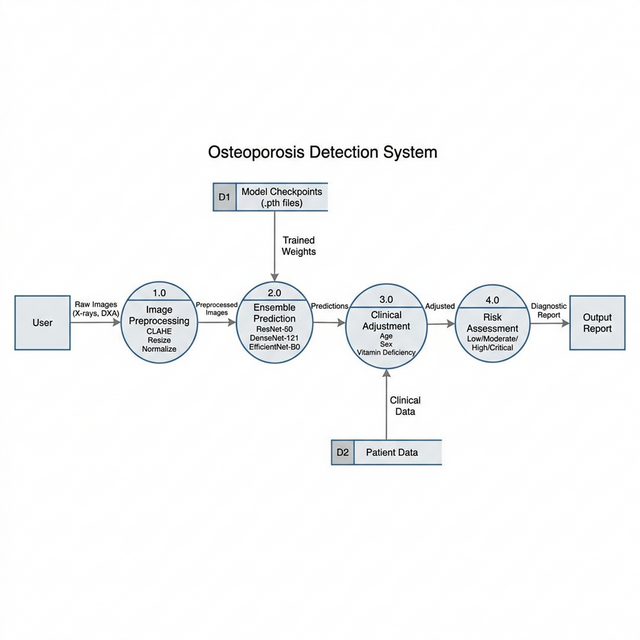 Osteoporosis Detection System
D1
Model Checkpoints
(.pth files)
Trained
Weights
User
Raw Images
(X-rays, DXA)
1.0
Image
Preprocessing
CLAHE
Resize
Normalize
Preprocessed
Images
2.0
Ensemble
Prediction
ResNet-50
DenseNet-121
EfficientNet-B0
Predictions
3.0
Clinical
Adjustment
Age
Sex
Vitamin Deficiency
Adjusted
4.0
Risk
Assessment
Low/Moderate/
High/Critical
Diagnostic
Report
Output
Report
Clinical
Data
D2
Patient Data